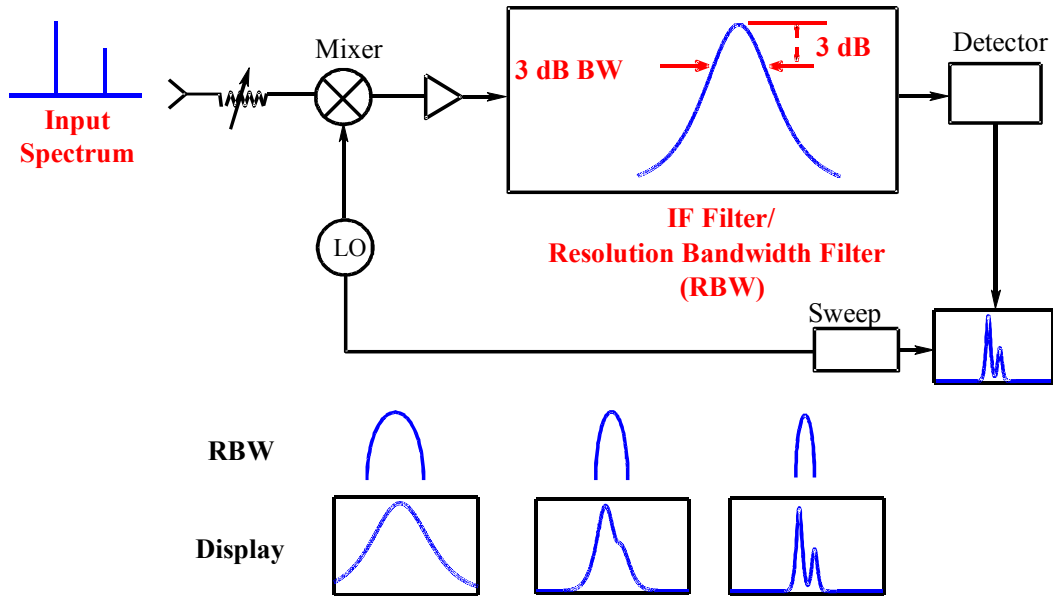 Mixer
3 dB
Detector
3 dB BW
Input
Spectrum
IF Filter/
Resolution Bandwidth Filter
(RBW)
LO
Sweep
RBW
Display